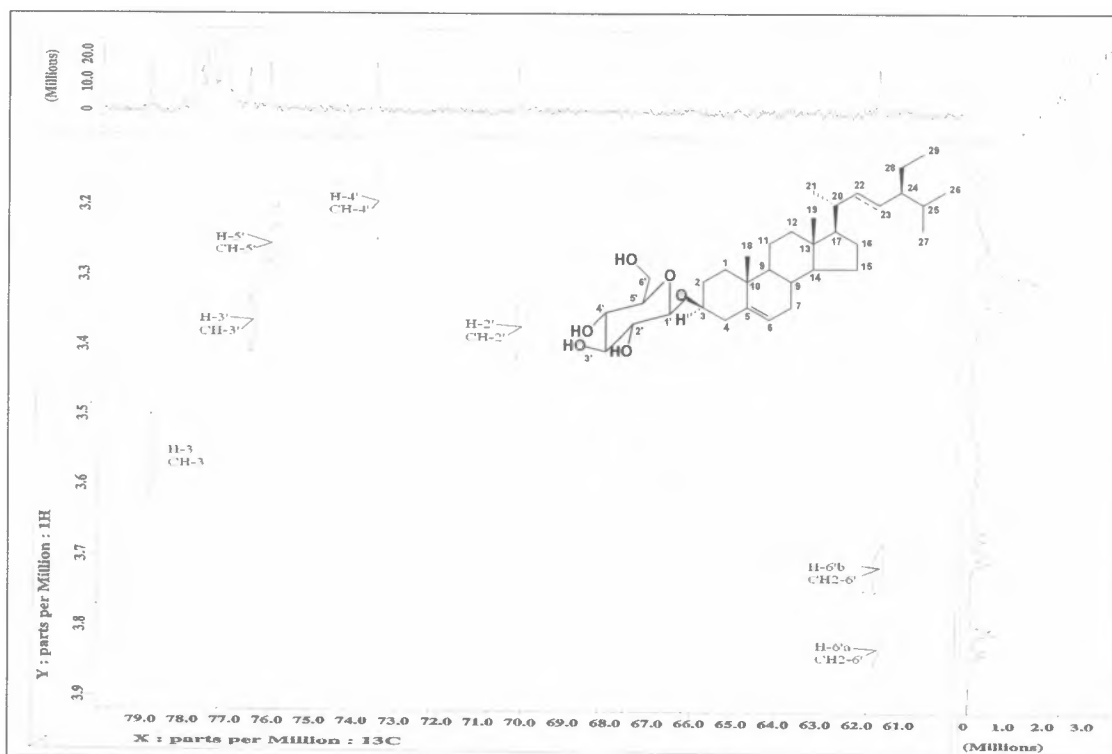 (Millions)
0 10.0 20.0
Y : parts per Million : 1H
3.2
3.3
3.4
3.5
3.6
3.7
3.8
3.9
H-4'
CH-4'
H-5'
CH-5'
H-3'
CH-3'
H-2'
CH-2'
H-3
CH-3
H-6'b
CH2-6'
H-6'a
CH2-6'
29
28
21
22
24
26
20
19
23
25
12
27
18
11
13
17
16
1
9
14
15
HO
6'
O
2
10
9
4'
5'
O
3
5
7
HO
2'
1'
H
4
6
HO
3'
HO
79.0 78.0 77.0 76.0 75.0 74.0 73.0 72.0 71.0 70.0 69.0 68.0 67.0 66.0 65.0 64.0 63.0 62.0 61.0
X : parts per Million : 13C
0 1.0 2.0 3.0
(Millions)